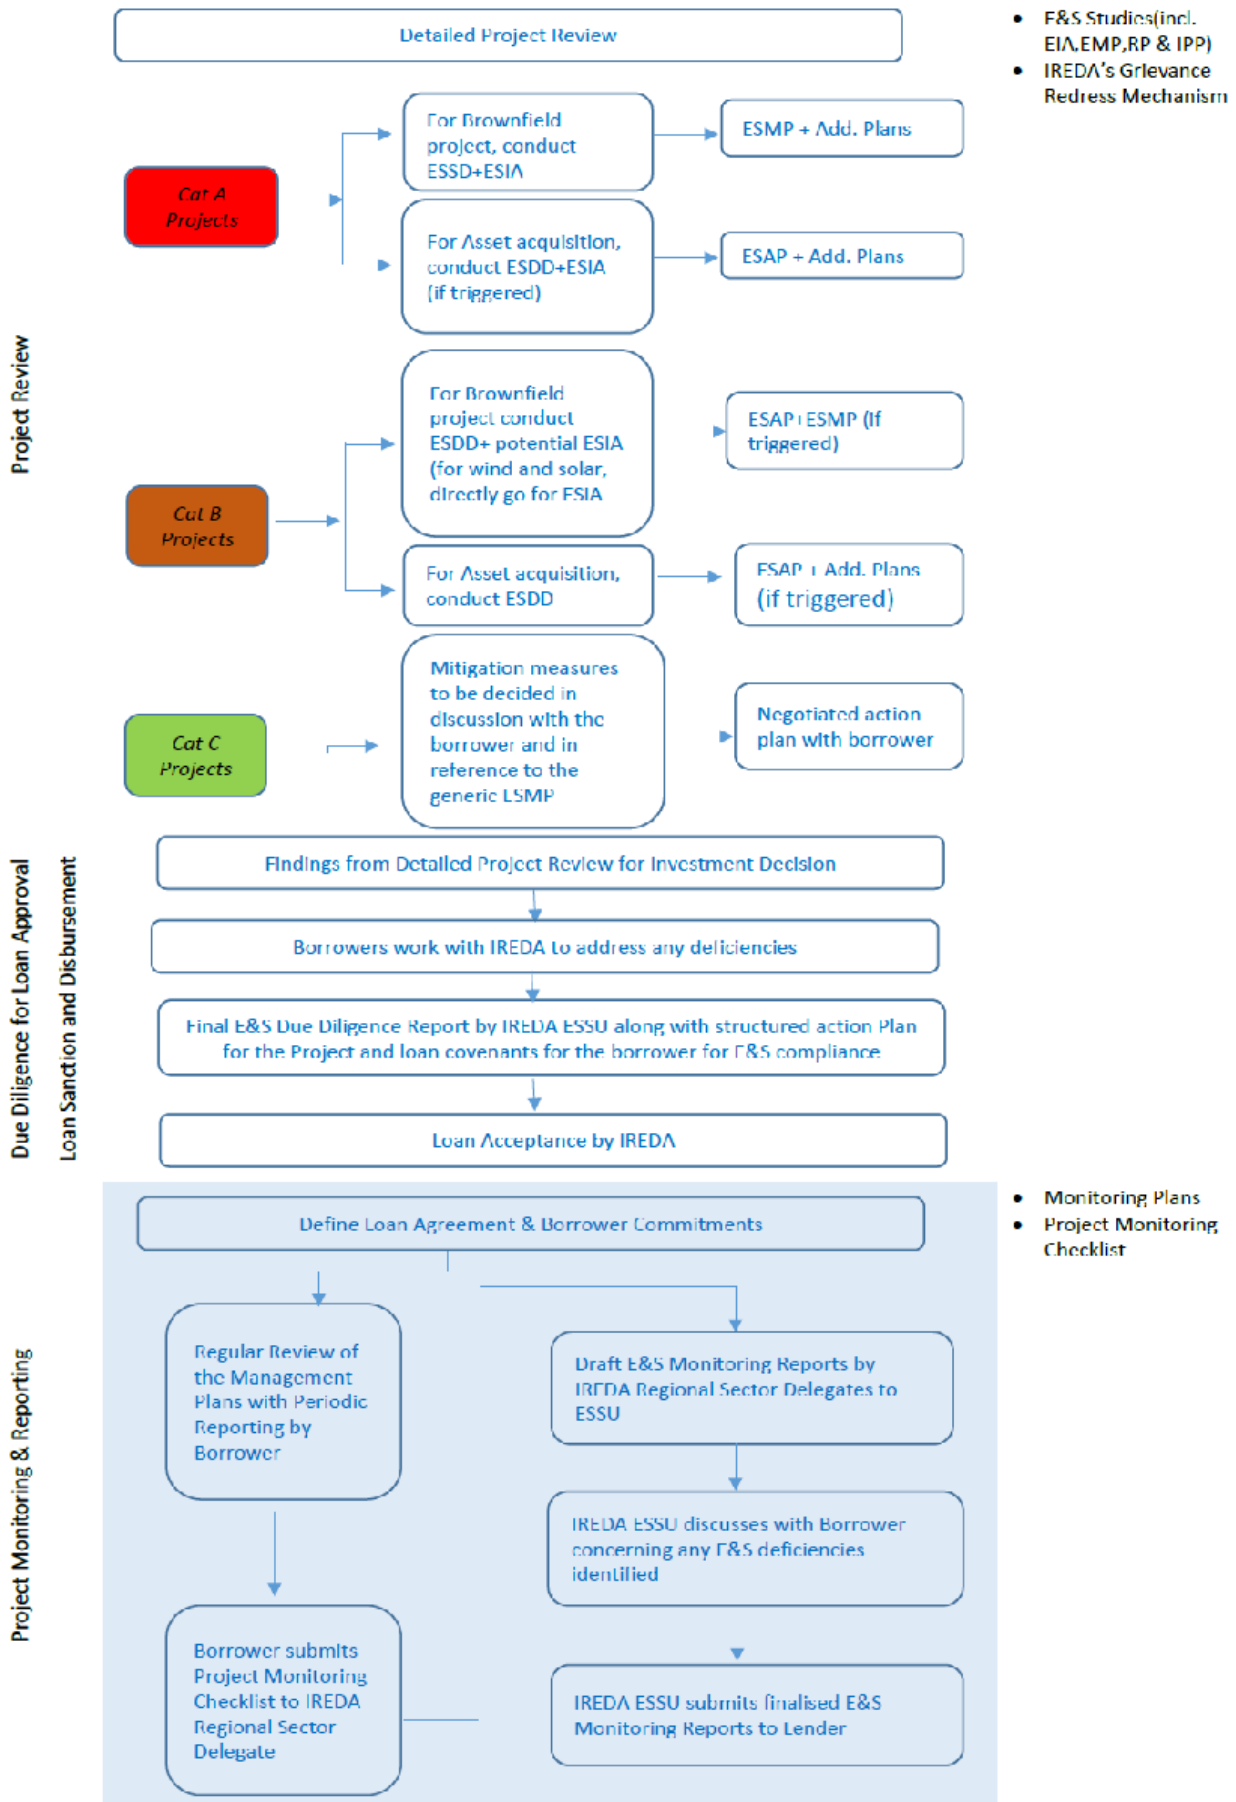 Detailed Project Review
• E&S Studies(incl.
EIA,EMP,RP & IPP)
• IREDA's Grievance
Redress Mechanism
Project Review
Cat A
Projects
For Brownfield
project, conduct
ESSD+ESIA
ESMP + Add. Plans
For Asset acquisition,
conduct ESDD+ESIA
(if triggered)
ESAP + Add. Plans
Cat B
Projects
For Brownfield
project conduct
ESDD+ potential ESIA
(for wind and solar,
directly go for ESIA
ESAP+ESMP (if
triggered)
For Asset acquisition,
conduct ESDD
ESAP + Add. Plans
(if triggered)
Cat C
Projects
Mitigation measures
to be decided in
discussion with the
borrower and in
reference to the
generic ESMP
Negotiated action
plan with borrower
Due Diligence for Loan Approval
Loan Sanction and Disbursement
Findings from Detailed Project Review for Investment Decision
Borrowers work with IREDA to address any deficiencies
Final E&S Due Diligence Report by IREDA ESSU along with structured action Plan
for the Project and loan covenants for the borrower for E&S compliance
Loan Acceptance by IREDA
Project Monitoring & Reporting
Define Loan Agreement & Borrower Commitments
• Monitoring Plans
• Project Monitoring
Checklist
Regular Review of
the Management
Plans with Periodic
Reporting by
Borrower
Draft E&S Monitoring Reports by
IREDA Regional Sector Delegates to
ESSU
IREDA ESSU discusses with Borrower
concerning any E&S deficiencies
identified
Borrower submits
Project Monitoring
Checklist to IREDA
Regional Sector
Delegate
IREDA ESSU submits finalised E&S
Monitoring Reports to Lender